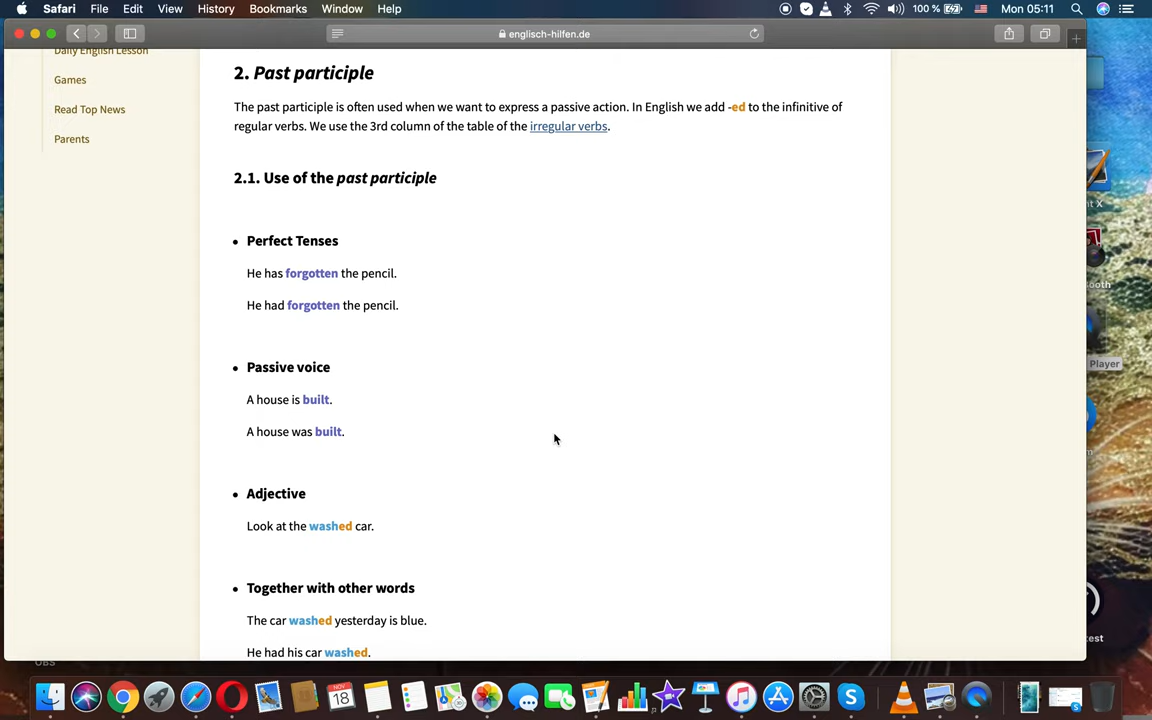 Safari File Edit View History Bookmarks Window Help 100 % Mon 05:11
englisch-hilfen.de
Daily English Lesson
Games
Read Top News
Parents
2. Past participle
The past participle is often used when we want to express a passive action. In English we add -ed to the infinitive of
regular verbs. We use the 3rd column of the table of the irregular verbs.
2.1. Use of the past participle
• Perfect Tenses
He has forgotten the pencil.
He had forgotten the pencil.
• Passive voice
A house is built.
A house was built.
• Adjective
Look at the washed car.
• Together with other words
The car washed yesterday is blue.
He had his car washed.
Player
OBS
NOV
18